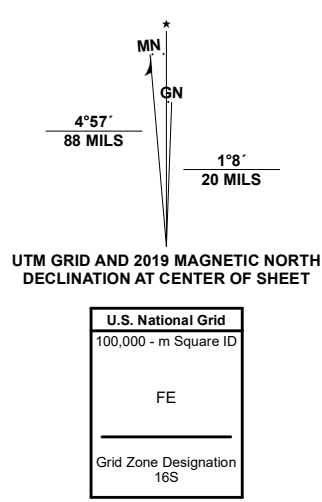 ★
MN
GN
4°57´
88 MILS
1°8´
20 MILS
UTM GRID AND 2019 MAGNETIC NORTH
DECLINATION AT CENTER OF SHEET
U.S. National Grid
100,000 - m Square ID
FE
Grid Zone Designation
16S